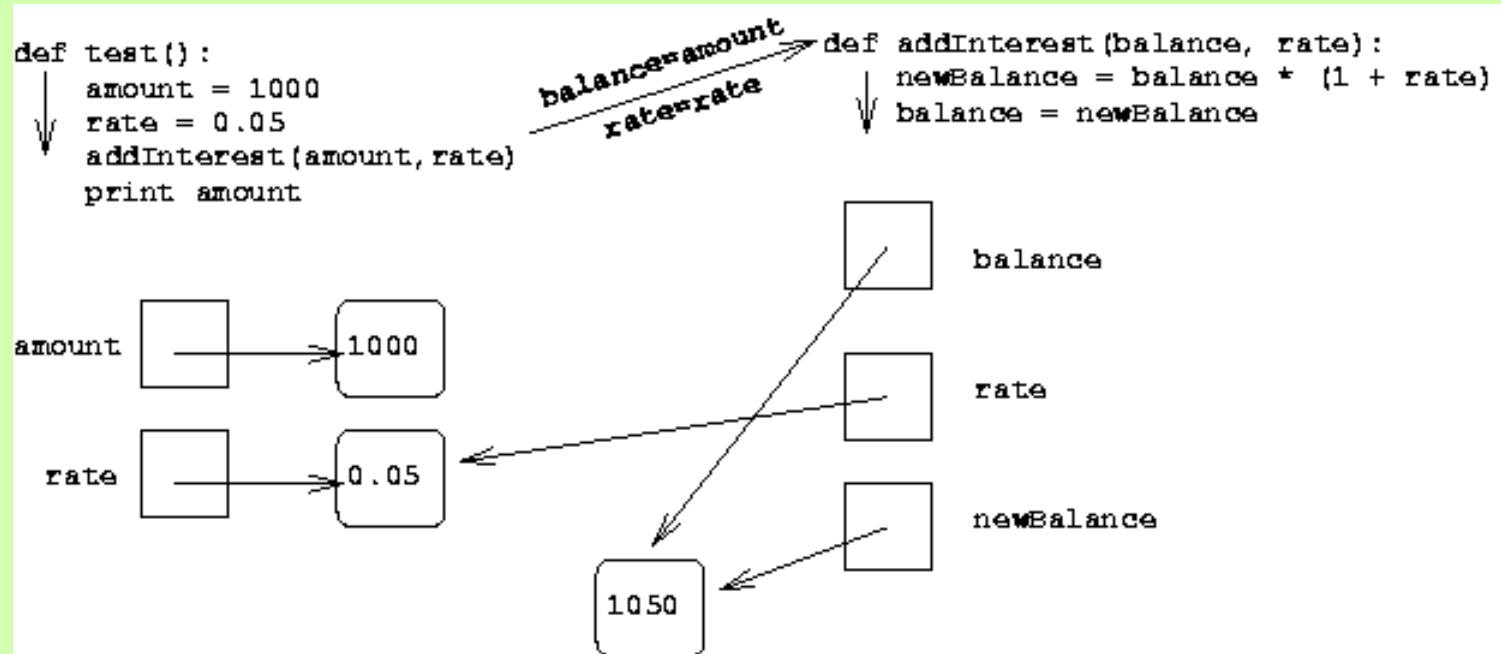 def test():
amount = 1000
rate = 0.05
addInterest(amount,rate)
print amount
balance=amount
rate=rate
def addInterest(balance, rate):
newBalance = balance * (1 + rate)
balance = newBalance
balance
amount
1000
rate
rate
0.05
newBalance
1050